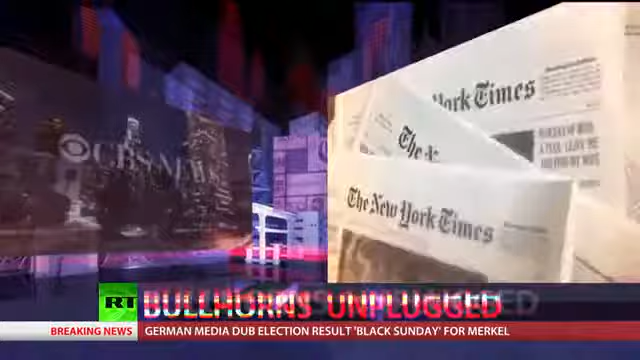 CBS NEWS
York Times
The N
The New York Times
RT
BULLHORNS UNPLUGGED
BREAKING NEWS
GERMAN MEDIA DUB ELECTION RESULT 'BLACK SUNDAY' FOR MERKEL